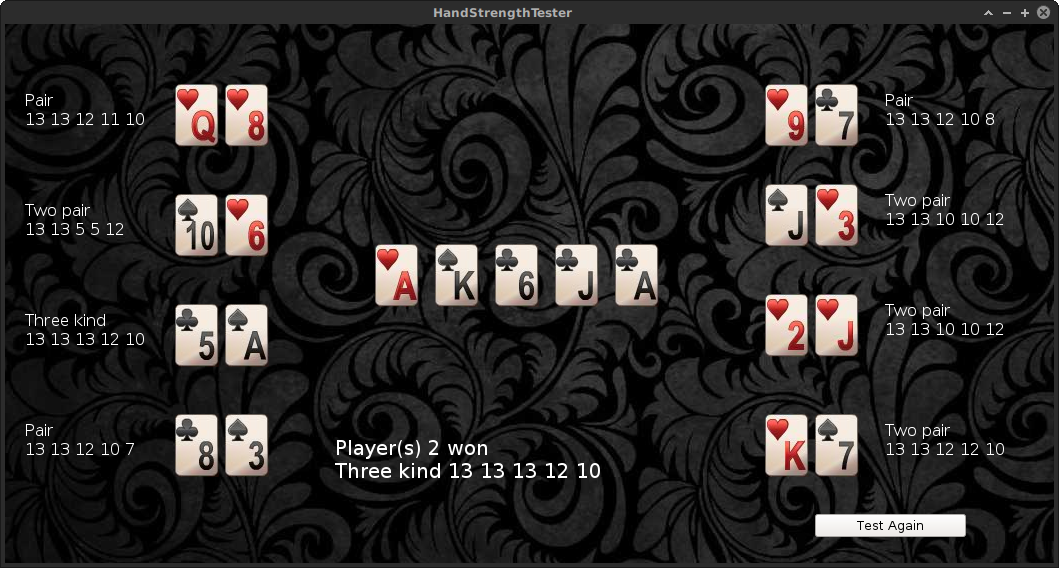 HandStrengthTester
Pair
13 13 12 11 10
Q 8
9 7
Pair
13 13 12 10 8
Two pair
13 13 5 5 12
10 6
J 3
Two pair
13 13 10 10 12
A K 6 J A
Three kind
13 13 13 12 10
5 A
2 J
Two pair
13 13 10 10 12
Pair
13 13 12 10 7
8 3
K 7
Two pair
13 13 12 12 10
Player(s) 2 won
Three kind 13 13 13 12 10
Test Again